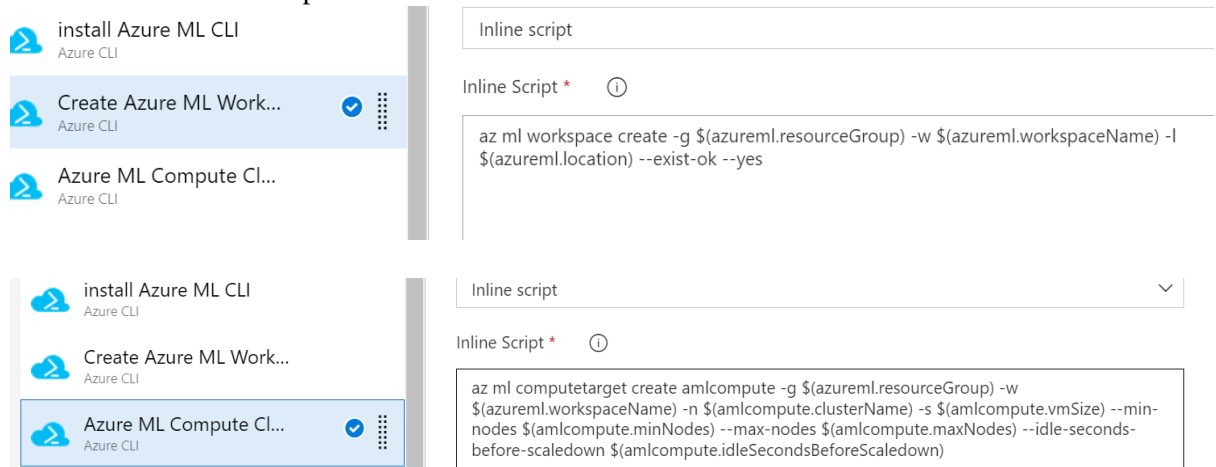 install Azure ML CLI
Azure CLI
Create Azure ML Work...
Azure CLI
Azure ML Compute Cl...
Azure CLI
Inline script
Inline Script *
az ml workspace create -g $(azureml.resourceGroup) -w $(azureml.workspaceName) -l
$(azureml.location) --exist-ok --yes
install Azure ML CLI
Azure CLI
Create Azure ML Work...
Azure CLI
Azure ML Compute Cl...
Azure CLI
Inline script
Inline Script *
az ml computetarget create amlcompute -g $(azureml.resourceGroup) -w
$(azureml.workspaceName) -n $(amlcompute.clusterName) -s $(amlcompute.vmSize) --min-
nodes $(amlcompute.minNodes) --max-nodes $(amlcompute.maxNodes) --idle-seconds-
before-scaledown $(amlcompute.idleSecondsBeforeScaledown)